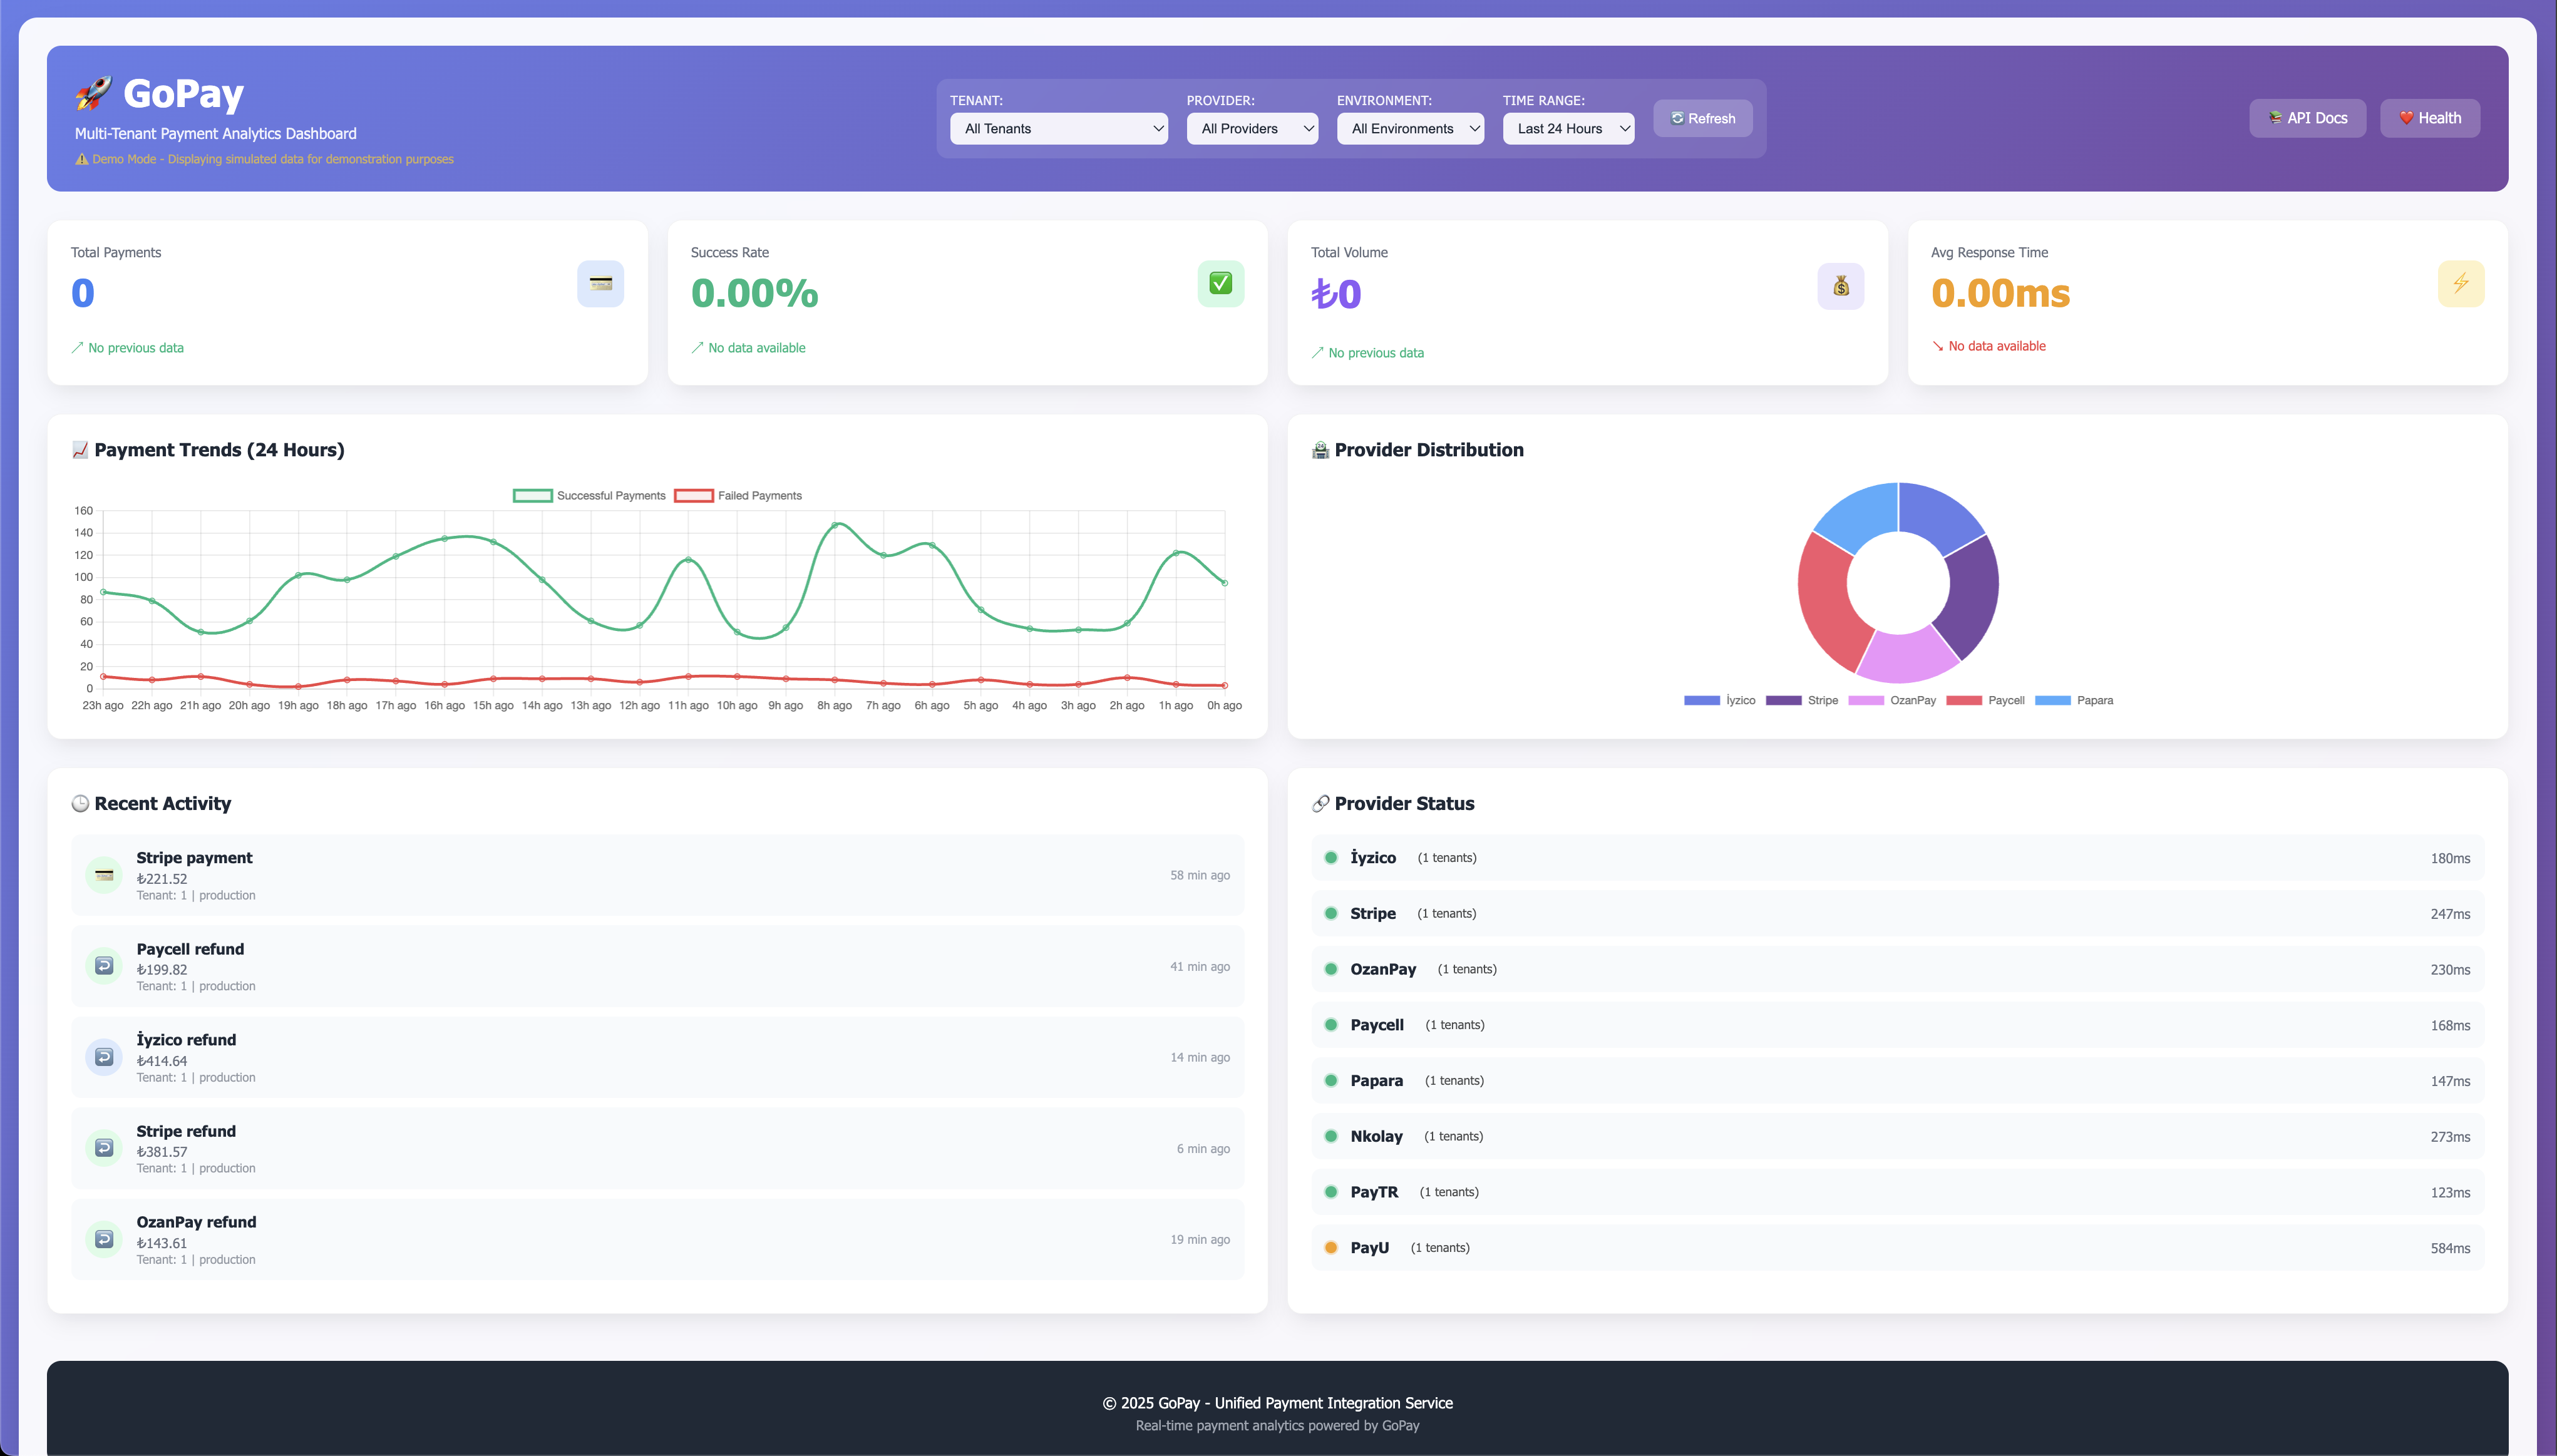 🚀 GoPay
Multi-Tenant Payment Analytics Dashboard
⚠️ Demo Mode - Displaying simulated data for demonstration purposes
TENANT: PROVIDER: ENVIRONMENT: TIME RANGE:
All Tenants All Providers All Environments Last 24 Hours Refresh
API Docs Health
Total Payments
0
↗ No previous data
Success Rate
0.00%
↗ No data available
Total Volume
₺0
↗ No previous data
Avg Response Time
0.00ms
↘ No data available
Payment Trends (24 Hours)
Successful Payments Failed Payments
160
140
120
100
80
60
40
20
0
23h ago 22h ago 21h ago 20h ago 19h ago 18h ago 17h ago 16h ago 15h ago 14h ago 13h ago 12h ago 11h ago 10h ago 9h ago 8h ago 7h ago 6h ago 5h ago 4h ago 3h ago 2h ago 1h ago 0h ago
Provider Distribution
İyzico Stripe OzanPay Paycell Papara
Recent Activity
Stripe payment
₺221.52
Tenant: 1 | production
58 min ago
Paycell refund
₺199.82
Tenant: 1 | production
41 min ago
İyzico refund
₺414.64
Tenant: 1 | production
14 min ago
Stripe refund
₺381.57
Tenant: 1 | production
6 min ago
OzanPay refund
₺143.61
Tenant: 1 | production
19 min ago
Provider Status
İyzico (1 tenants) 180ms
Stripe (1 tenants) 247ms
OzanPay (1 tenants) 230ms
Paycell (1 tenants) 168ms
Papara (1 tenants) 147ms
Nkolay (1 tenants) 273ms
PayTR (1 tenants) 123ms
PayU (1 tenants) 584ms
© 2025 GoPay - Unified Payment Integration Service
Real-time payment analytics powered by GoPay